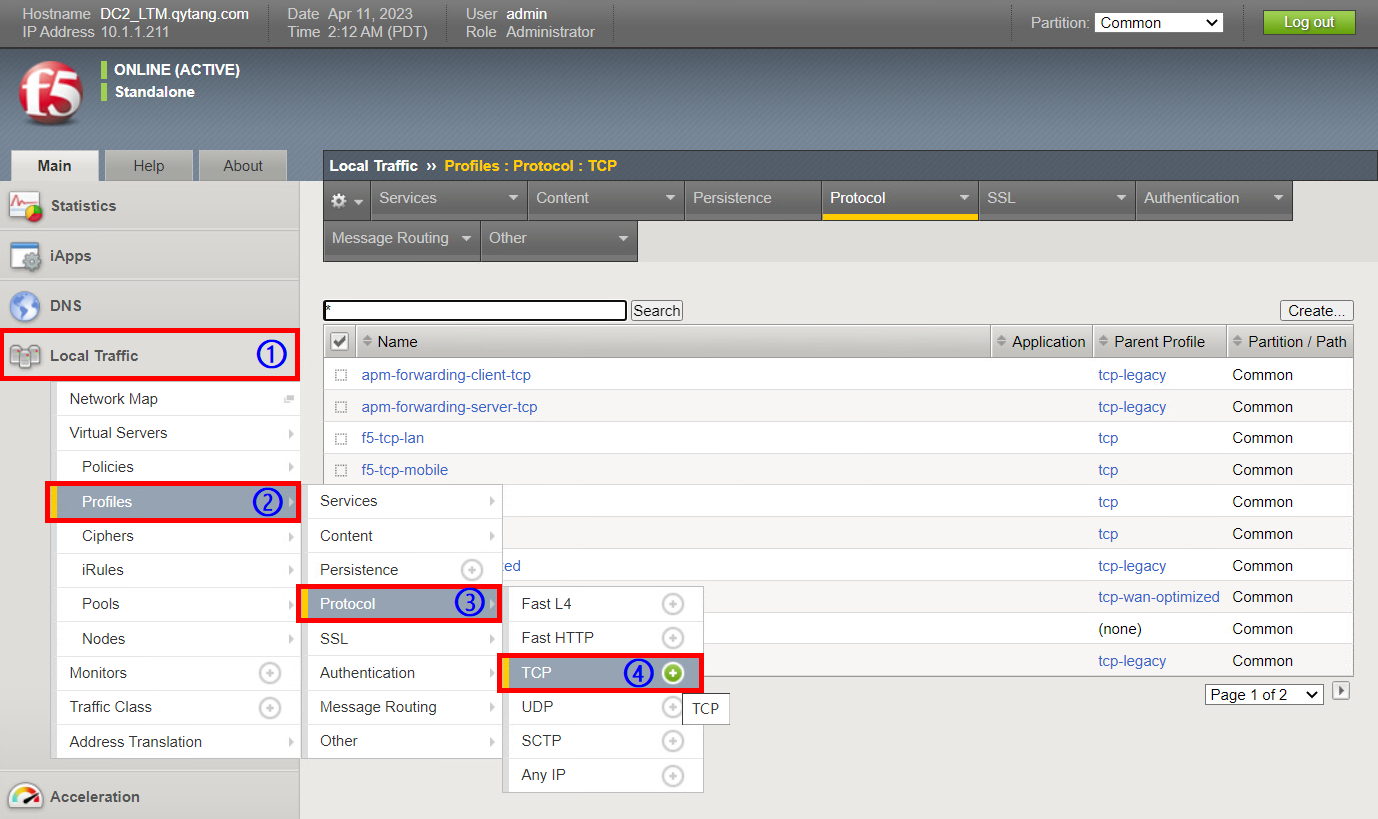 Hostname DC2_LTM.qytang.com
IP Address 10.1.1.211
Date Apr 11, 2023
Time 2:12 AM (PDT)
User admin
Role Administrator
Partition: Common
Log out
f5
ONLINE (ACTIVE)
Standalone
Main Help About
Local Traffic ›› Profiles : Protocol : TCP
Services Content Persistence Protocol SSL Authentication
Message Routing Other
Statistics
iApps
DNS
Local Traffic ①
Network Map
Virtual Servers
Policies
Profiles ②
Ciphers
iRules
Pools
Nodes
Monitors
Traffic Class
Address Translation
Acceleration
Services
Content
Persistence
Protocol ③
SSL
Authentication
Message Routing
Other
Fast L4
Fast HTTP
TCP ④
UDP
SCTP
Any IP
TCP
* Search Create...
Name Application Parent Profile Partition / Path
apm-forwarding-client-tcp tcp-legacy Common
apm-forwarding-server-tcp tcp-legacy Common
f5-tcp-lan tcp Common
f5-tcp-mobile tcp Common
tcp Common
tcp Common
zed tcp-legacy Common
tcp-wan-optimized Common
(none) Common
tcp-legacy Common
Page 1 of 2